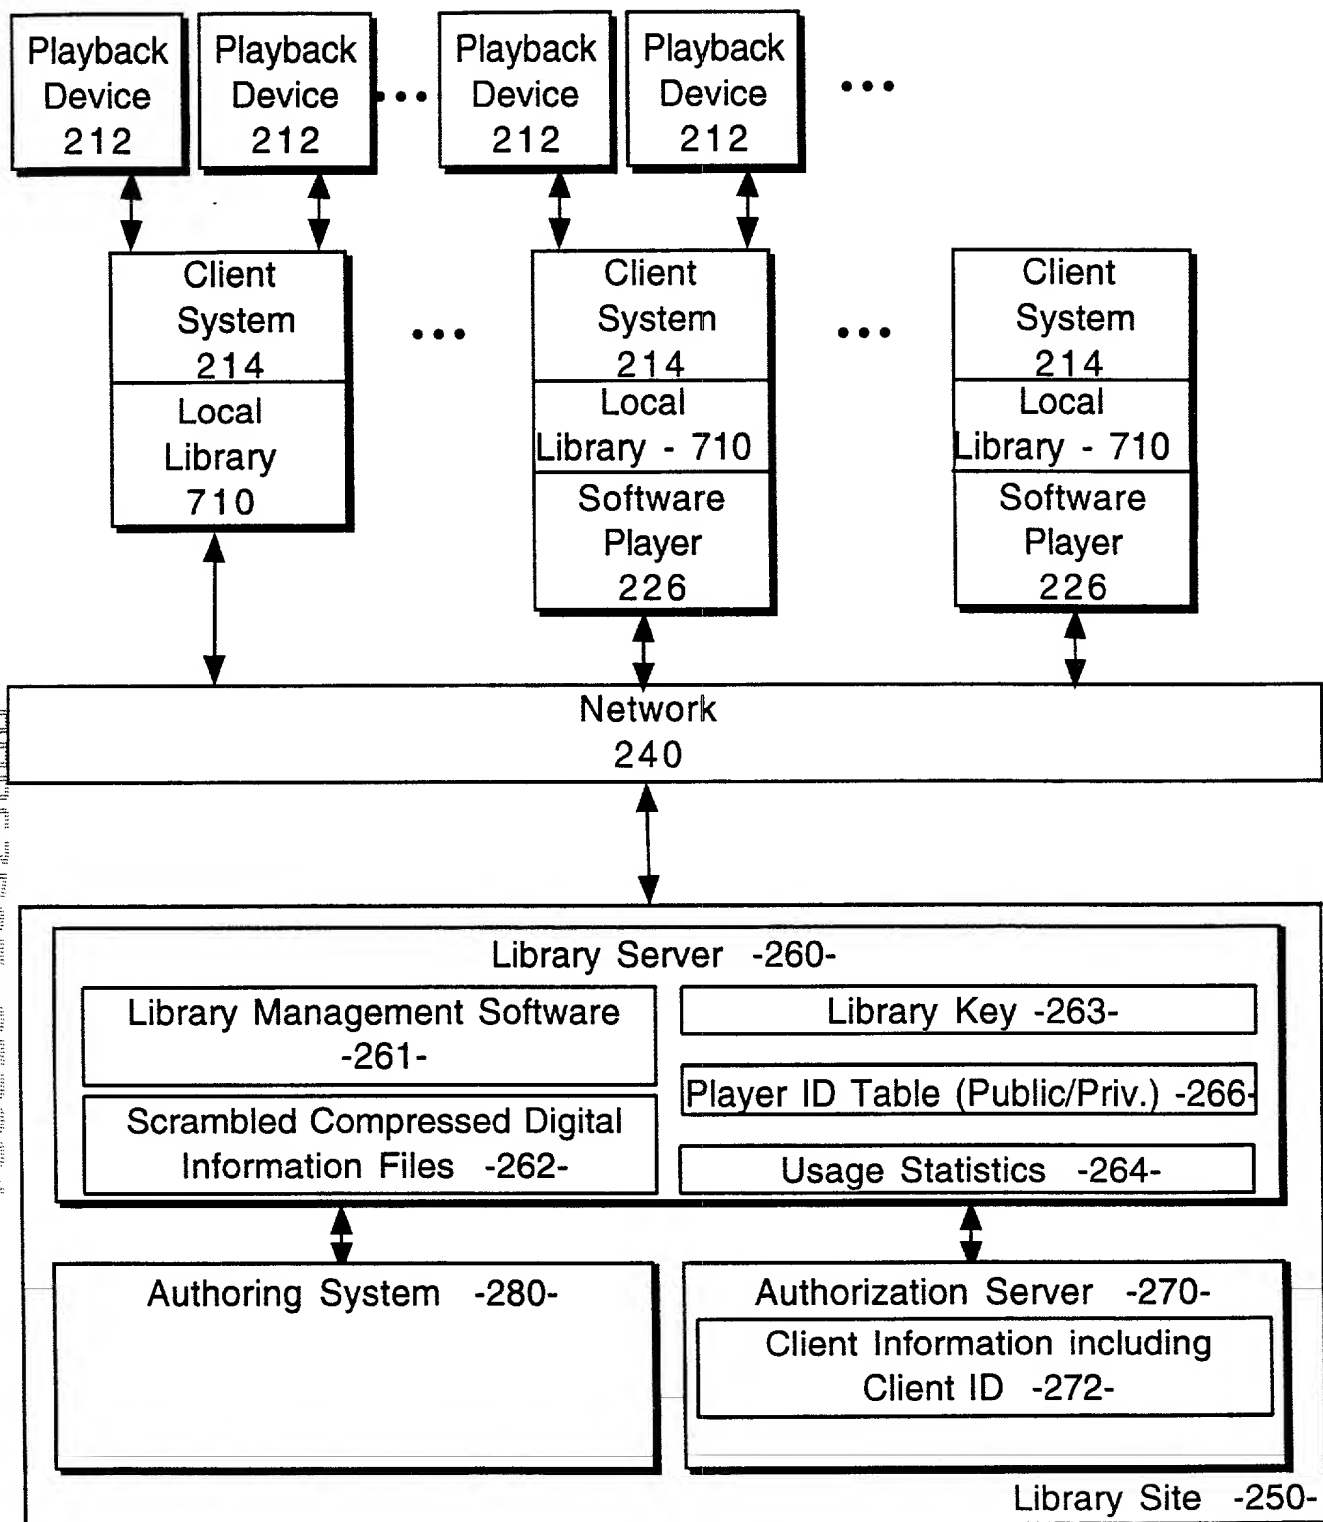 Playback
Device
212
Playback
Device
212
Playback
Device
212
Playback
Device
212
Client
System
214
Local
Library
710
Client
System
214
Local
Library - 710
Software
Player
226
Client
System
214
Local
Library - 710
Software
Player
226
Network
240
Library Server -260-
Library Management Software
-261-
Scrambled Compressed Digital
Information Files -262-
Library Key -263-
Player ID Table (Public/Priv.) -266-
Usage Statistics -264-
Authoring System -280-
Authorization Server -270-
Client Information including
Client ID -272-
Library Site -250-